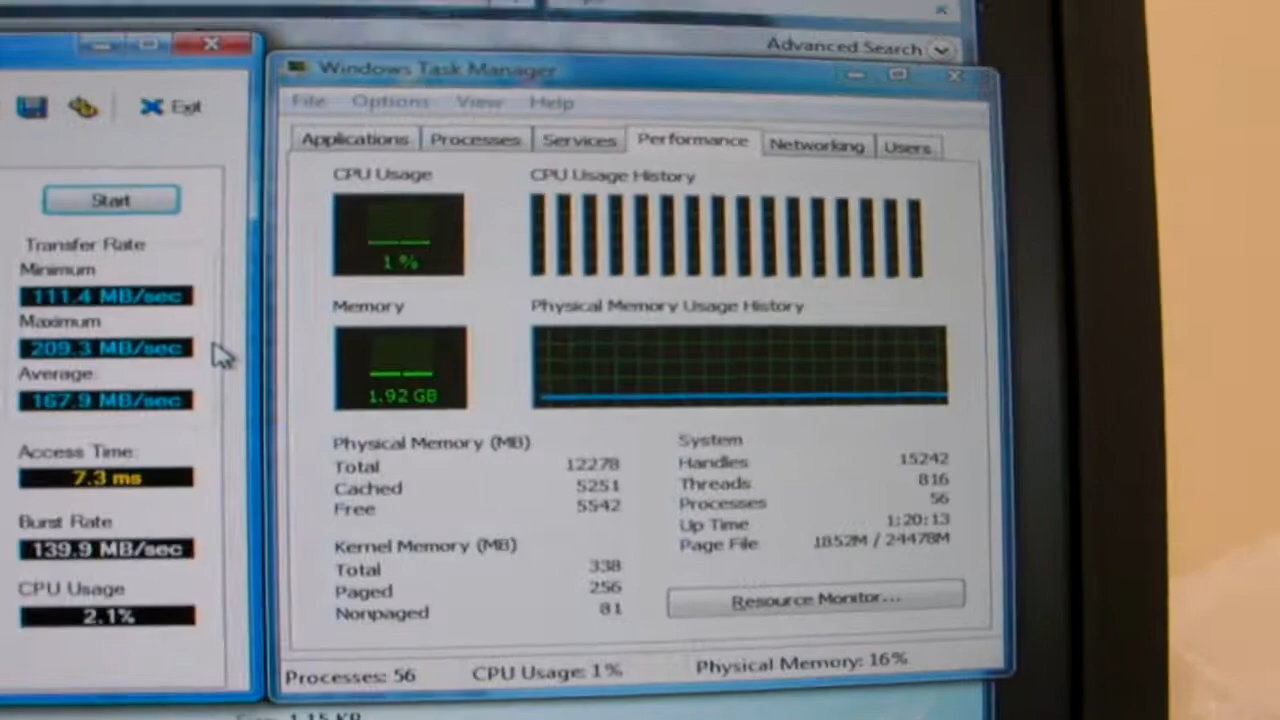 Advanced Search
Windows Task Manager
File Options View Help
Exit
Applications Processes Services Performance Networking Users
CPU Usage CPU Usage History
Start
1 %
Transfer Rate
Minimum
111.4 MB/sec
Maximum
209.3 MB/sec
Average
167.9 MB/sec
Access Time:
7.3 ms
Burst Rate
139.9 MB/sec
CPU Usage
2.1%
Memory Physical Memory Usage History
1.92 GB
Physical Memory (MB)
Total 12278
Cached 5251
Free 5542
Kernel Memory (MB)
Total 338
Paged 256
Nonpaged 81
System
Handles 15242
Threads 816
Processes 56
Up Time 1:20:13
Page File 1852M / 24478M
Resource Monitor...
Processes: 56 CPU Usage: 1% Physical Memory: 16%
1.15 KB